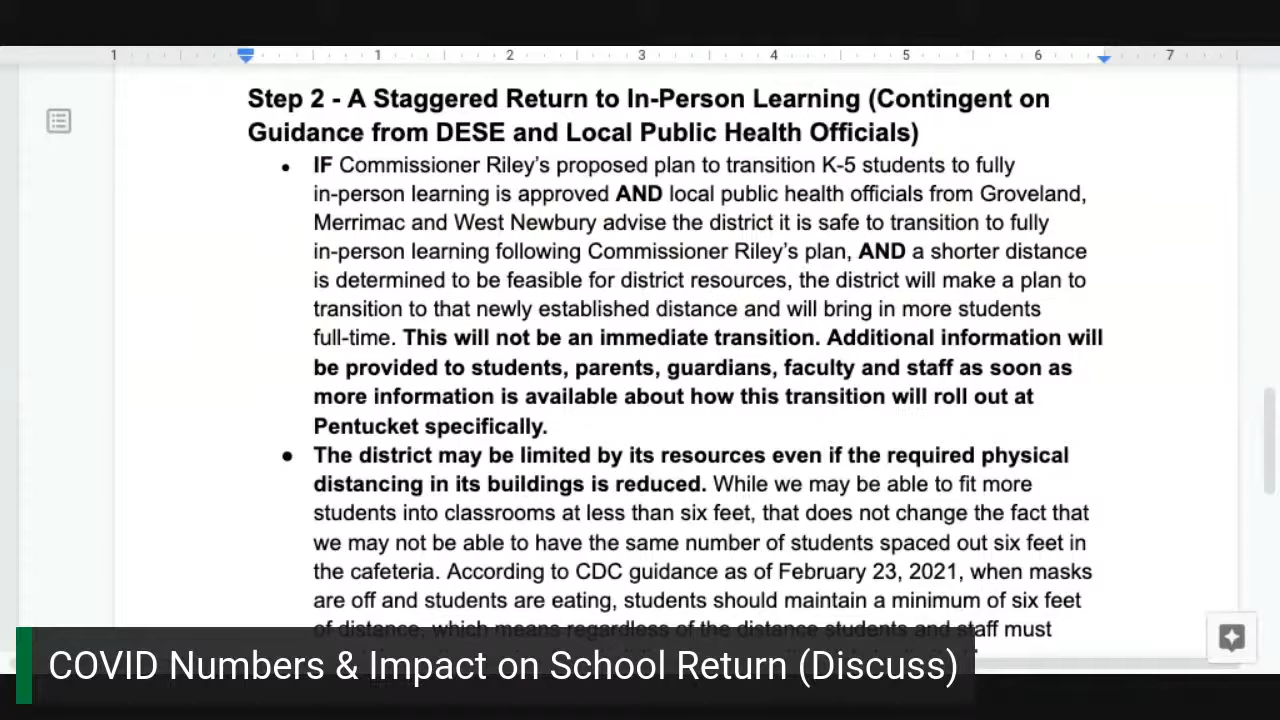 1 1 2 3 4 5 6 7
Step 2 - A Staggered Return to In-Person Learning (Contingent on
Guidance from DESE and Local Public Health Officials)
● IF Commissioner Riley's proposed plan to transition K-5 students to fully
in-person learning is approved AND local public health officials from Groveland,
Merrimac and West Newbury advise the district it is safe to transition to fully
in-person learning following Commissioner Riley's plan, AND a shorter distance
is determined to be feasible for district resources, the district will make a plan to
transition to that newly established distance and will bring in more students
full-time. This will not be an immediate transition. Additional information will
be provided to students, parents, guardians, faculty and staff as soon as
more information is available about how this transition will roll out at
Pentucket specifically.
● The district may be limited by its resources even if the required physical
distancing in its buildings is reduced. While we may be able to fit more
students into classrooms at less than six feet, that does not change the fact that
we may not be able to have the same number of students spaced out six feet in
the cafeteria. According to CDC guidance as of February 23, 2021, when masks
are off and students are eating, students should maintain a minimum of six feet
of distance, which means regardless of the distance students and staff must
COVID Numbers & Impact on School Return (Discuss)